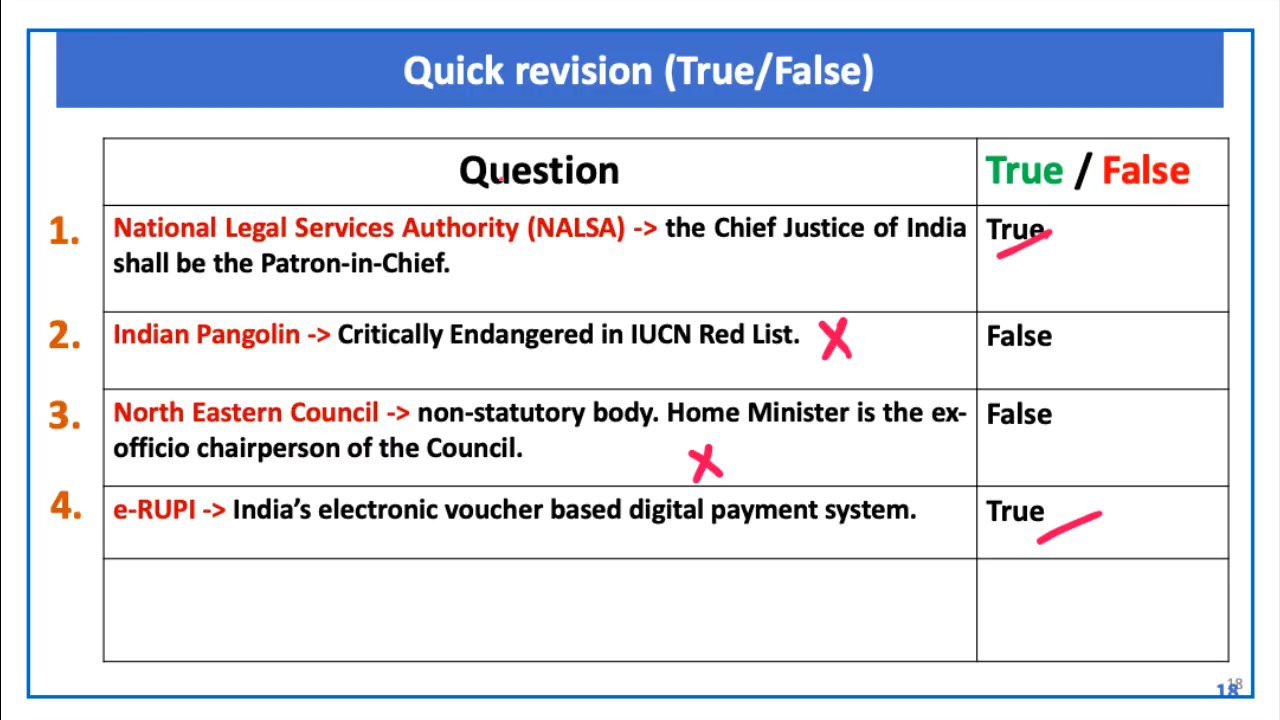 Quick revision (True/False)
Question
True / False
1.
National Legal Services Authority (NALSA) -> the Chief Justice of India
shall be the Patron-in-Chief.
True
2.
Indian Pangolin -> Critically Endangered in IUCN Red List.
False
3.
North Eastern Council -> non-statutory body. Home Minister is the ex-
officio chairperson of the Council.
False
4.
e-RUPI -> India’s electronic voucher based digital payment system.
True
18
18